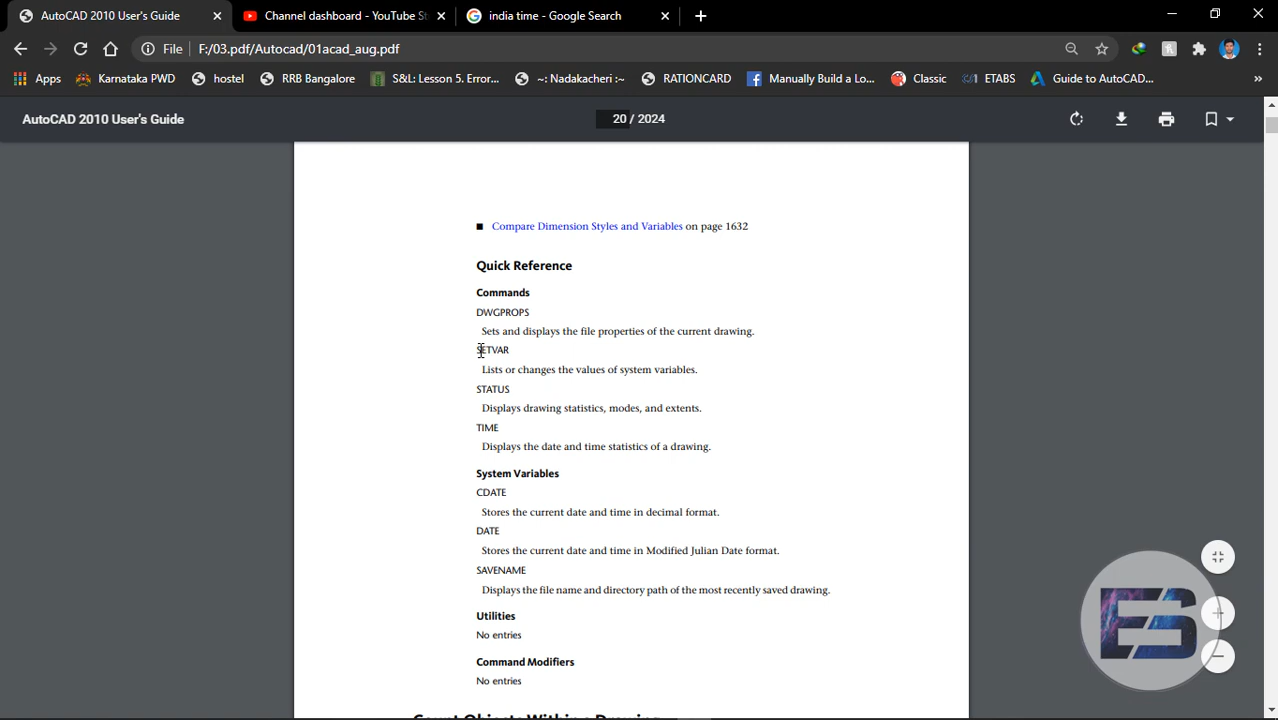 AutoCAD 2010 User's Guide
Channel dashboard - YouTube St
india time - Google Search
File
F:/03.pdf/Autocad/01acad_aug.pdf
Apps
Karnataka PWD
hostel
RRB Bangalore
S&L: Lesson 5. Error...
~: Nadakacheri :~
RATIONCARD
Manually Build a Lo...
Classic
ETABS
Guide to AutoCAD...
»
AutoCAD 2010 User's Guide
20 / 2024
■ Compare Dimension Styles and Variables on page 1632
Quick Reference
Commands
DWGPROPS
Sets and displays the file properties of the current drawing.
SETVAR
Lists or changes the values of system variables.
STATUS
Displays drawing statistics, modes, and extents.
TIME
Displays the date and time statistics of a drawing.
System Variables
CDATE
Stores the current date and time in decimal format.
DATE
Stores the current date and time in Modified Julian Date format.
SAVENAME
Displays the file name and directory path of the most recently saved drawing.
Utilities
No entries
Command Modifiers
No entries
Count Objects Within a Drawing